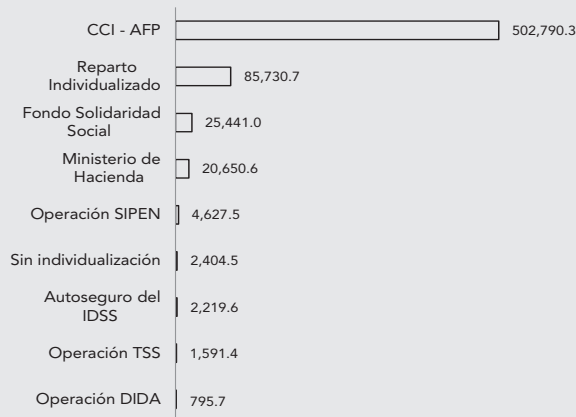 CCI - AFP 502,790.3
Reparto
Individualizado 85,730.7
Fondo Solidaridad
Social 25,441.0
Ministerio de
Hacienda 20,650.6
Operación SIPEN 4,627.5
Sin individualización 2,404.5
Autoseguro del
IDSS 2,219.6
Operación TSS 1,591.4
Operación DIDA 795.7